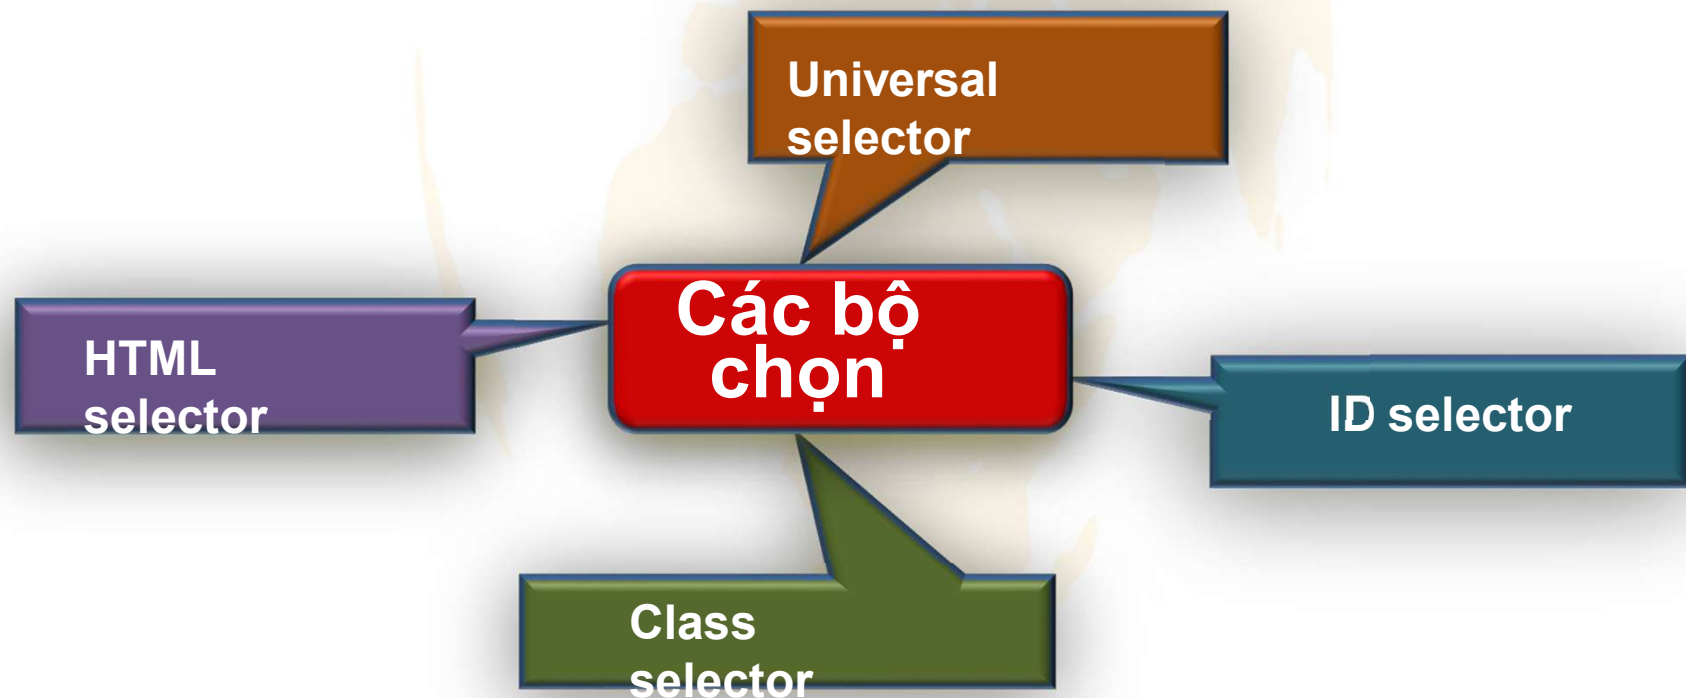 Universal
selector
Các bộ
chọn
HTML
selector
ID selector
Class
selector